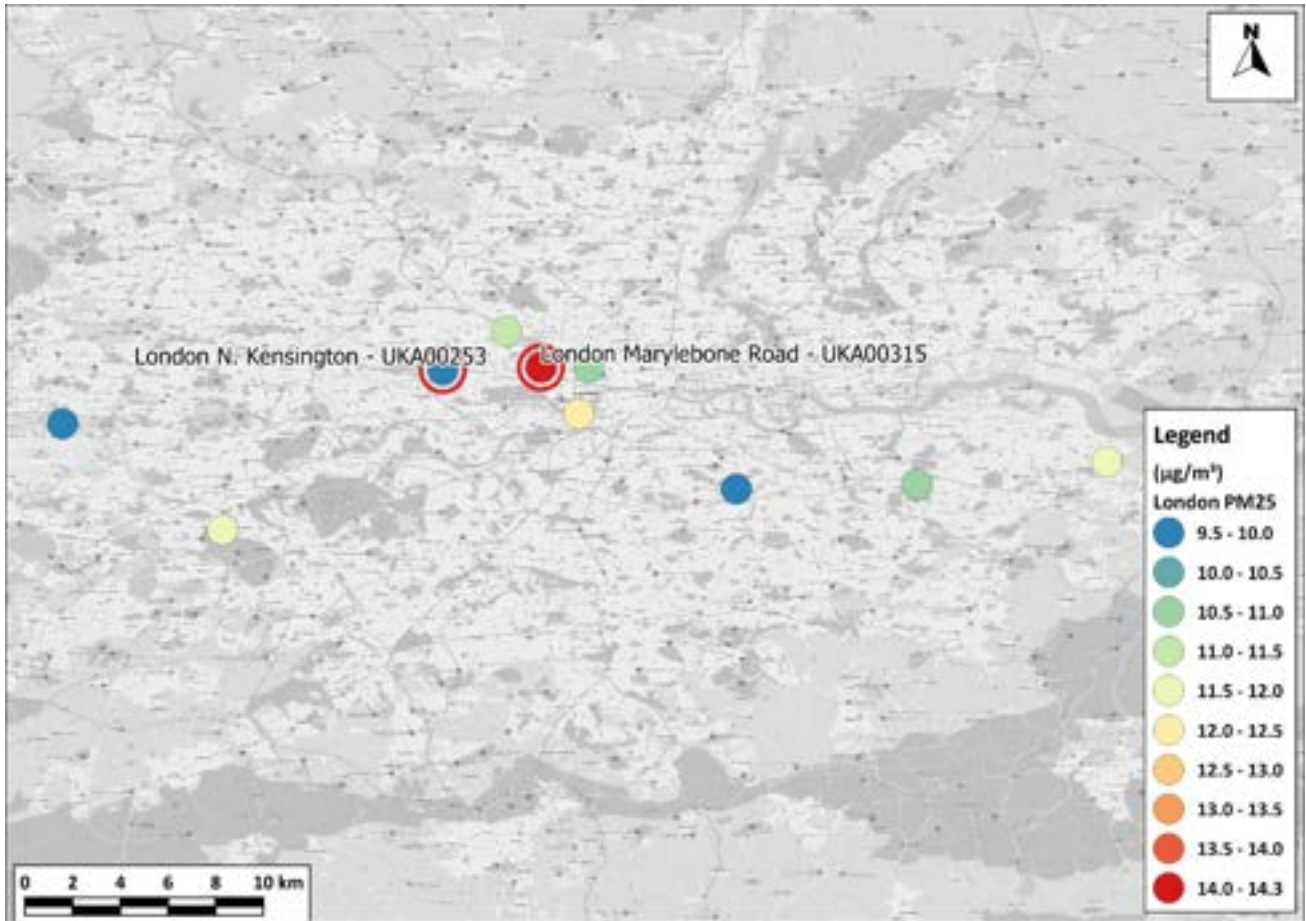 N
London N. Kensington - UKA00253
London Marylebone Road - UKA00315
Legend
(µg/m³)
London PM25
9.5 - 10.0
10.0 - 10.5
10.5 - 11.0
11.0 - 11.5
11.5 - 12.0
12.0 - 12.5
12.5 - 13.0
13.0 - 13.5
13.5 - 14.0
14.0 - 14.3
0 2 4 6 8 10 km